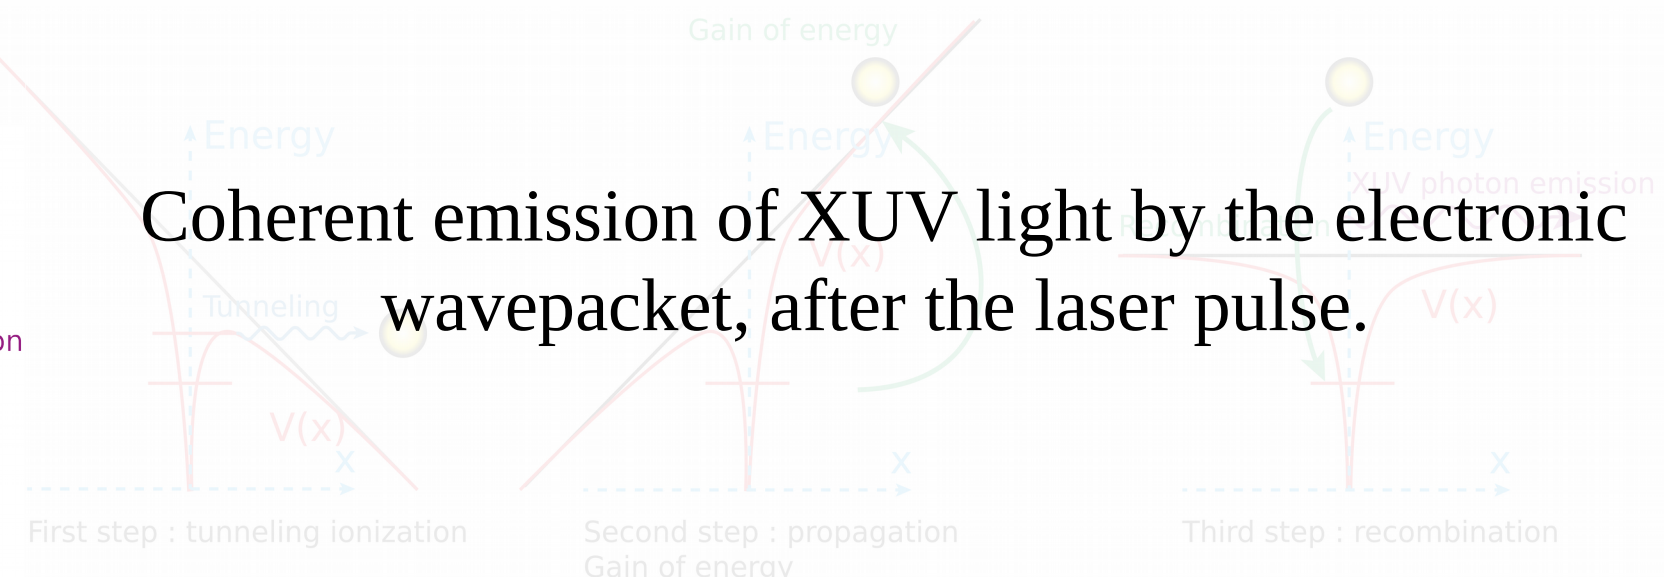 Gain of energy
Energy
Energy
Energy
XUV photon emission
Coherent emission of XUV light by the electronic
Recombination
V(x)
wavepacket, after the laser pulse.
Tunneling
V(x)
on
V(x)
x
x
x
First step : tunneling ionization
Second step : propagation
Third step : recombination
Gain of energy